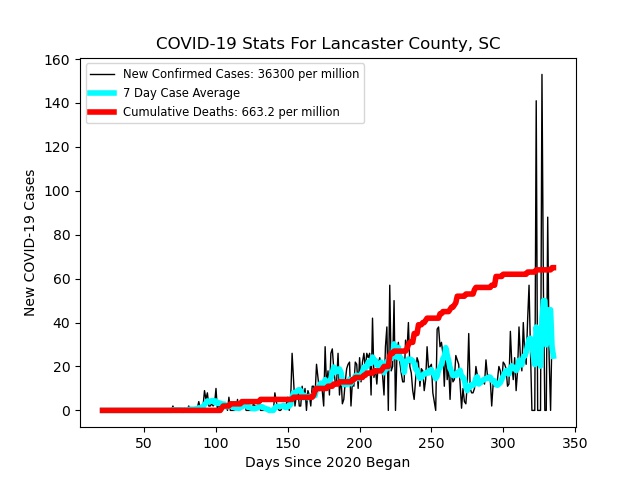 COVID-19 Stats For Lancaster County, SC
New Confirmed Cases: 36300 per million
7 Day Case Average
Cumulative Deaths: 663.2 per million
New COVID-19 Cases
160
140
120
100
80
60
40
20
0
50 100 150 200 250 300 350
Days Since 2020 Began